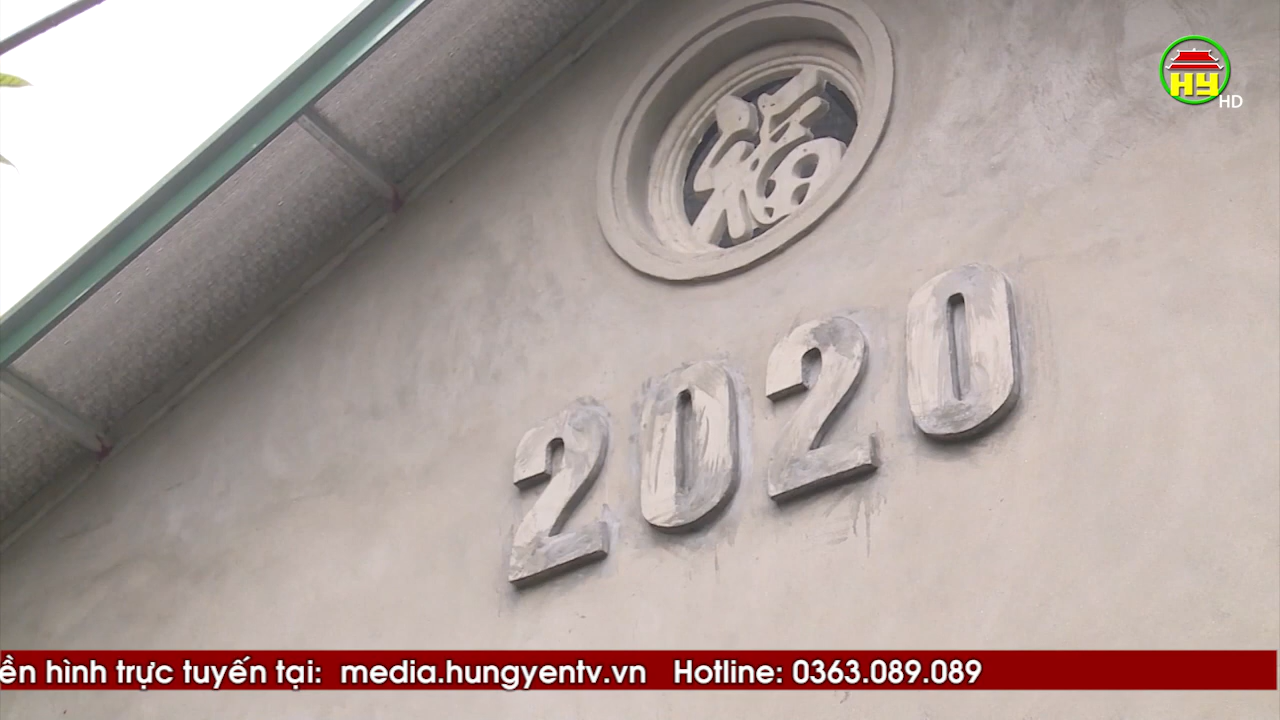 福
HY
HD
2020
ền hình trực tuyến tại: media.hungyentv.vn Hotline: 0363.089.089